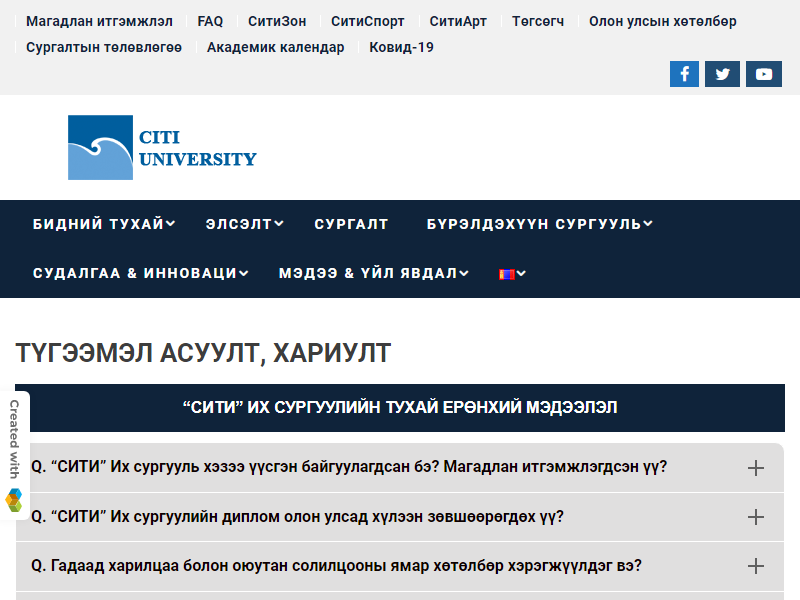 Магадлан итгэмжлэл FAQ СитиЗон СитиСпорт СитиАрт Төгсөгч Олон улсын хөтөлбөр
Сургалтын төлөвлөгөө Академик календар Ковид-19
CITI
UNIVERSITY
БИДНИЙ ТУХАЙ ЭЛСЭЛТ СУРГАЛТ БҮРЭЛДЭХҮҮН СУРГУУЛЬ
СУДАЛГАА & ИННОВАЦИ МЭДЭЭ & ҮЙЛ ЯВДАЛ
ТҮГЭЭМЭЛ АСУУЛТ, ХАРИУЛТ
“СИТИ” ИХ СУРГУУЛИЙН ТУХАЙ ЕРӨНХИЙ МЭДЭЭЛЭЛ
Created with
Q. “СИТИ” Их сургууль хэзээ үүсгэн байгуулагдсан бэ? Магадлан итгэмжлэгдсэн үү?
Q. “СИТИ” Их сургуулийн диплом олон улсад хүлээн зөвшөөрөгдөх үү?
Q. Гадаад харилцаа болон оюутан солилцооны ямар хөтөлбөр хэрэгжүүлдэг вэ?